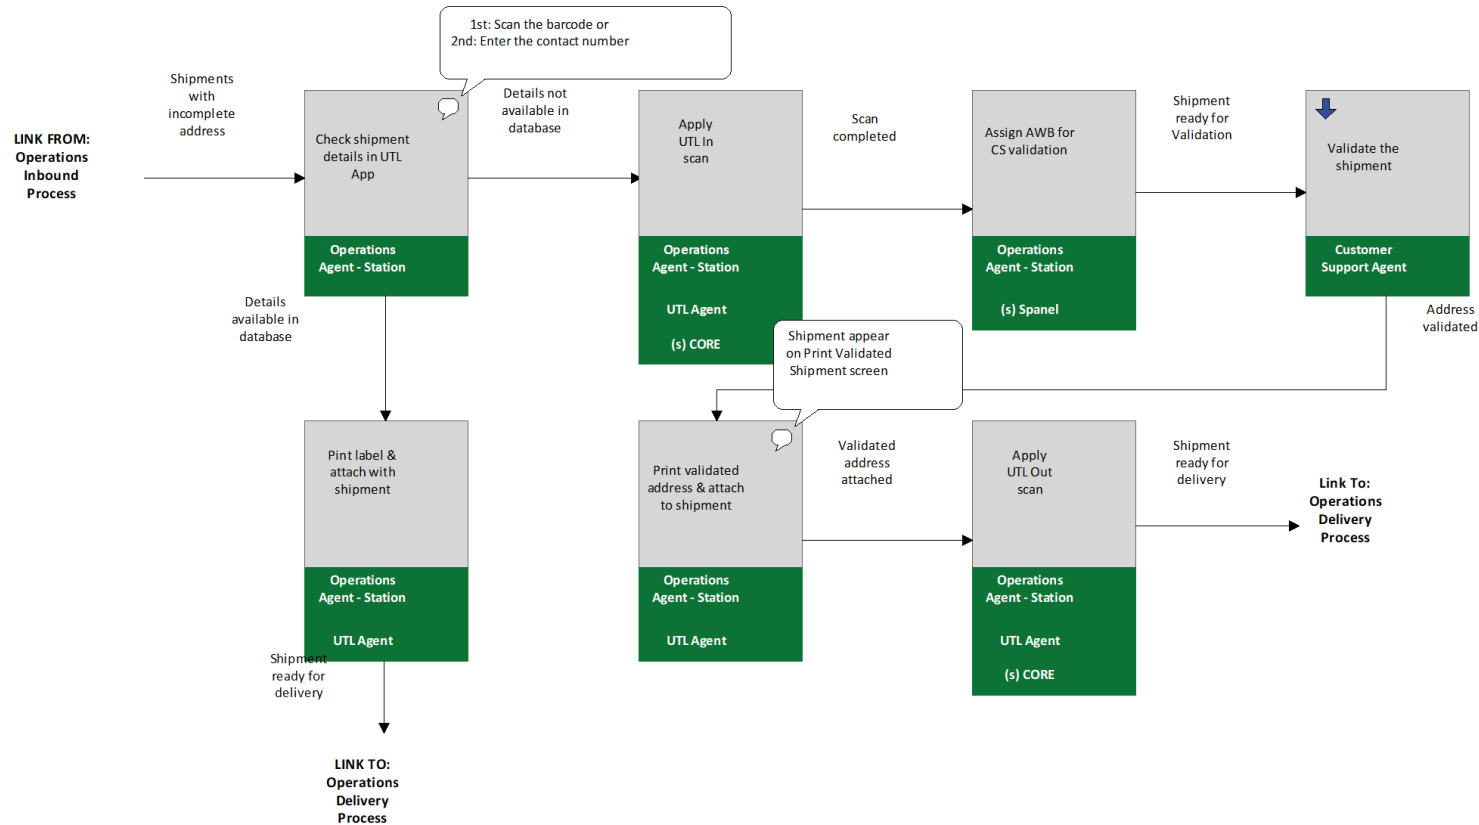 1st: Scan the barcode or
2nd: Enter the contact number
Shipments
with
incomplete
address
LINK FROM:
Operations
Inbound
Process
Check shipment
details in UTL
App
Operations
Agent - Station
Details not
available in
database
Apply
UTL In
scan
Operations
Agent - Station
UTL Agent
(s) CORE
Scan
completed
Assign AWB for
CS validation
Operations
Agent - Station
(s) Spanel
Shipment
ready for
Validation
Validate the
shipment
Customer
Support Agent
Address
validated
Details
available in
database
Pint label &
attach with
shipment
Operations
Agent - Station
UTL Agent
Shipment
ready for
delivery
LINK TO:
Operations
Delivery
Process
Shipment appear
on Print Validated
Shipment screen
Print validated
address & attach
to shipment
Operations
Agent - Station
UTL Agent
Validated
address
attached
Apply
UTL Out
scan
Operations
Agent - Station
UTL Agent
(s) CORE
Shipment
ready for
delivery
Link To:
Operations
Delivery
Process